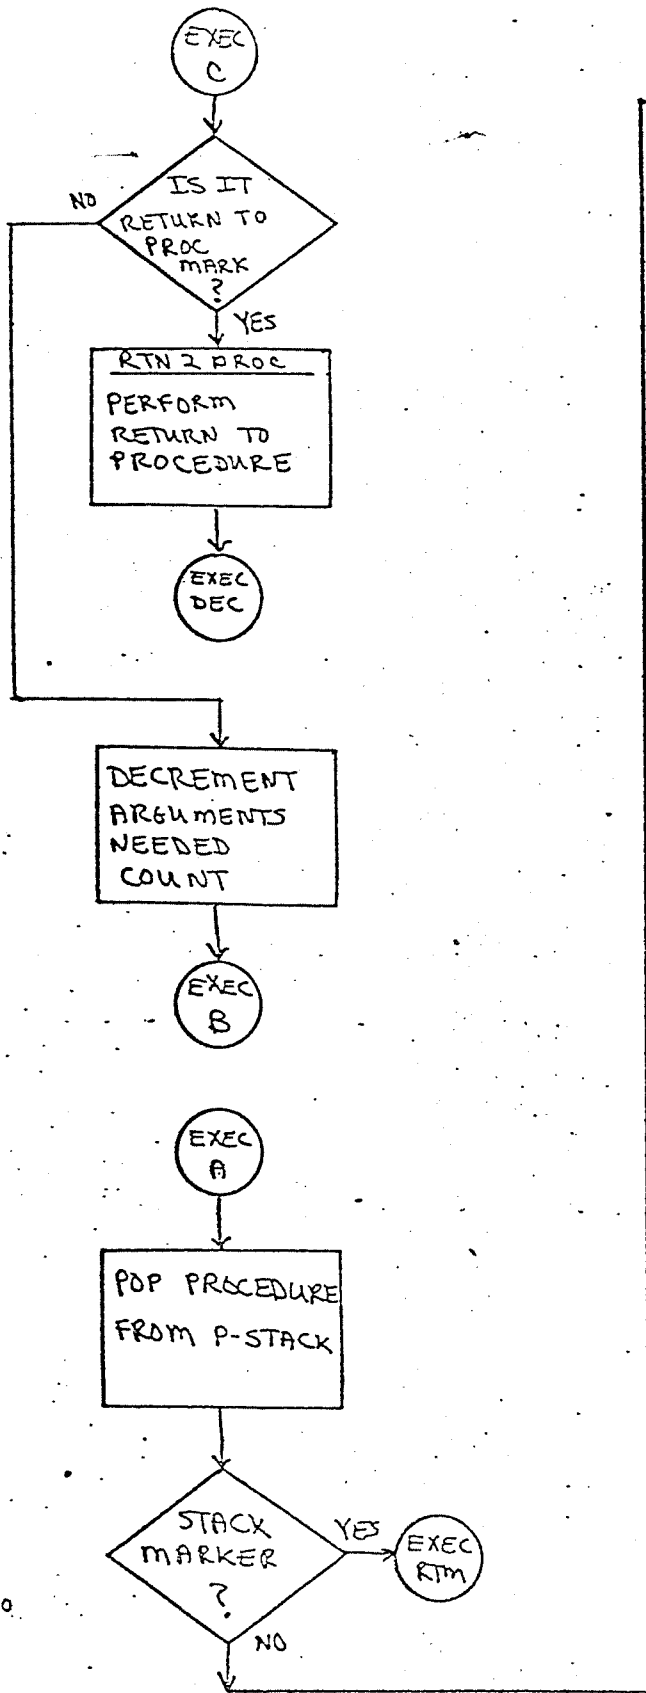 EXEC
C
IS IT
NO
RETURN TO
PROC
MARK
?
YES
RTN 2 PROC
PERFORM
RETURN TO
PROCEDURE
EXEC
DEC
DECREMENT
ARGUMENTS
NEEDED
COUNT
EXEC
B
EXEC
A
POP PROCEDURE
FROM P-STACK
STACK
MARKER
?
YES
EXEC
RTM
NO